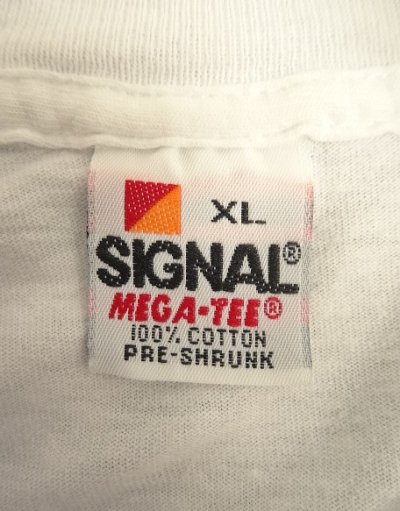 XL
SIGNAL®
MEGA-TEE®
100% COTTON
PRE-SHRUNK